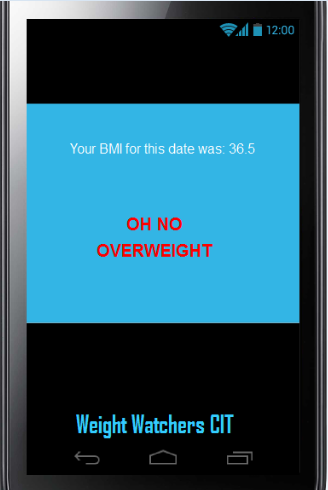 12:00
Your BMI for this date was: 36.5
OH NO
OVERWEIGHT
Weight Watchers CIT